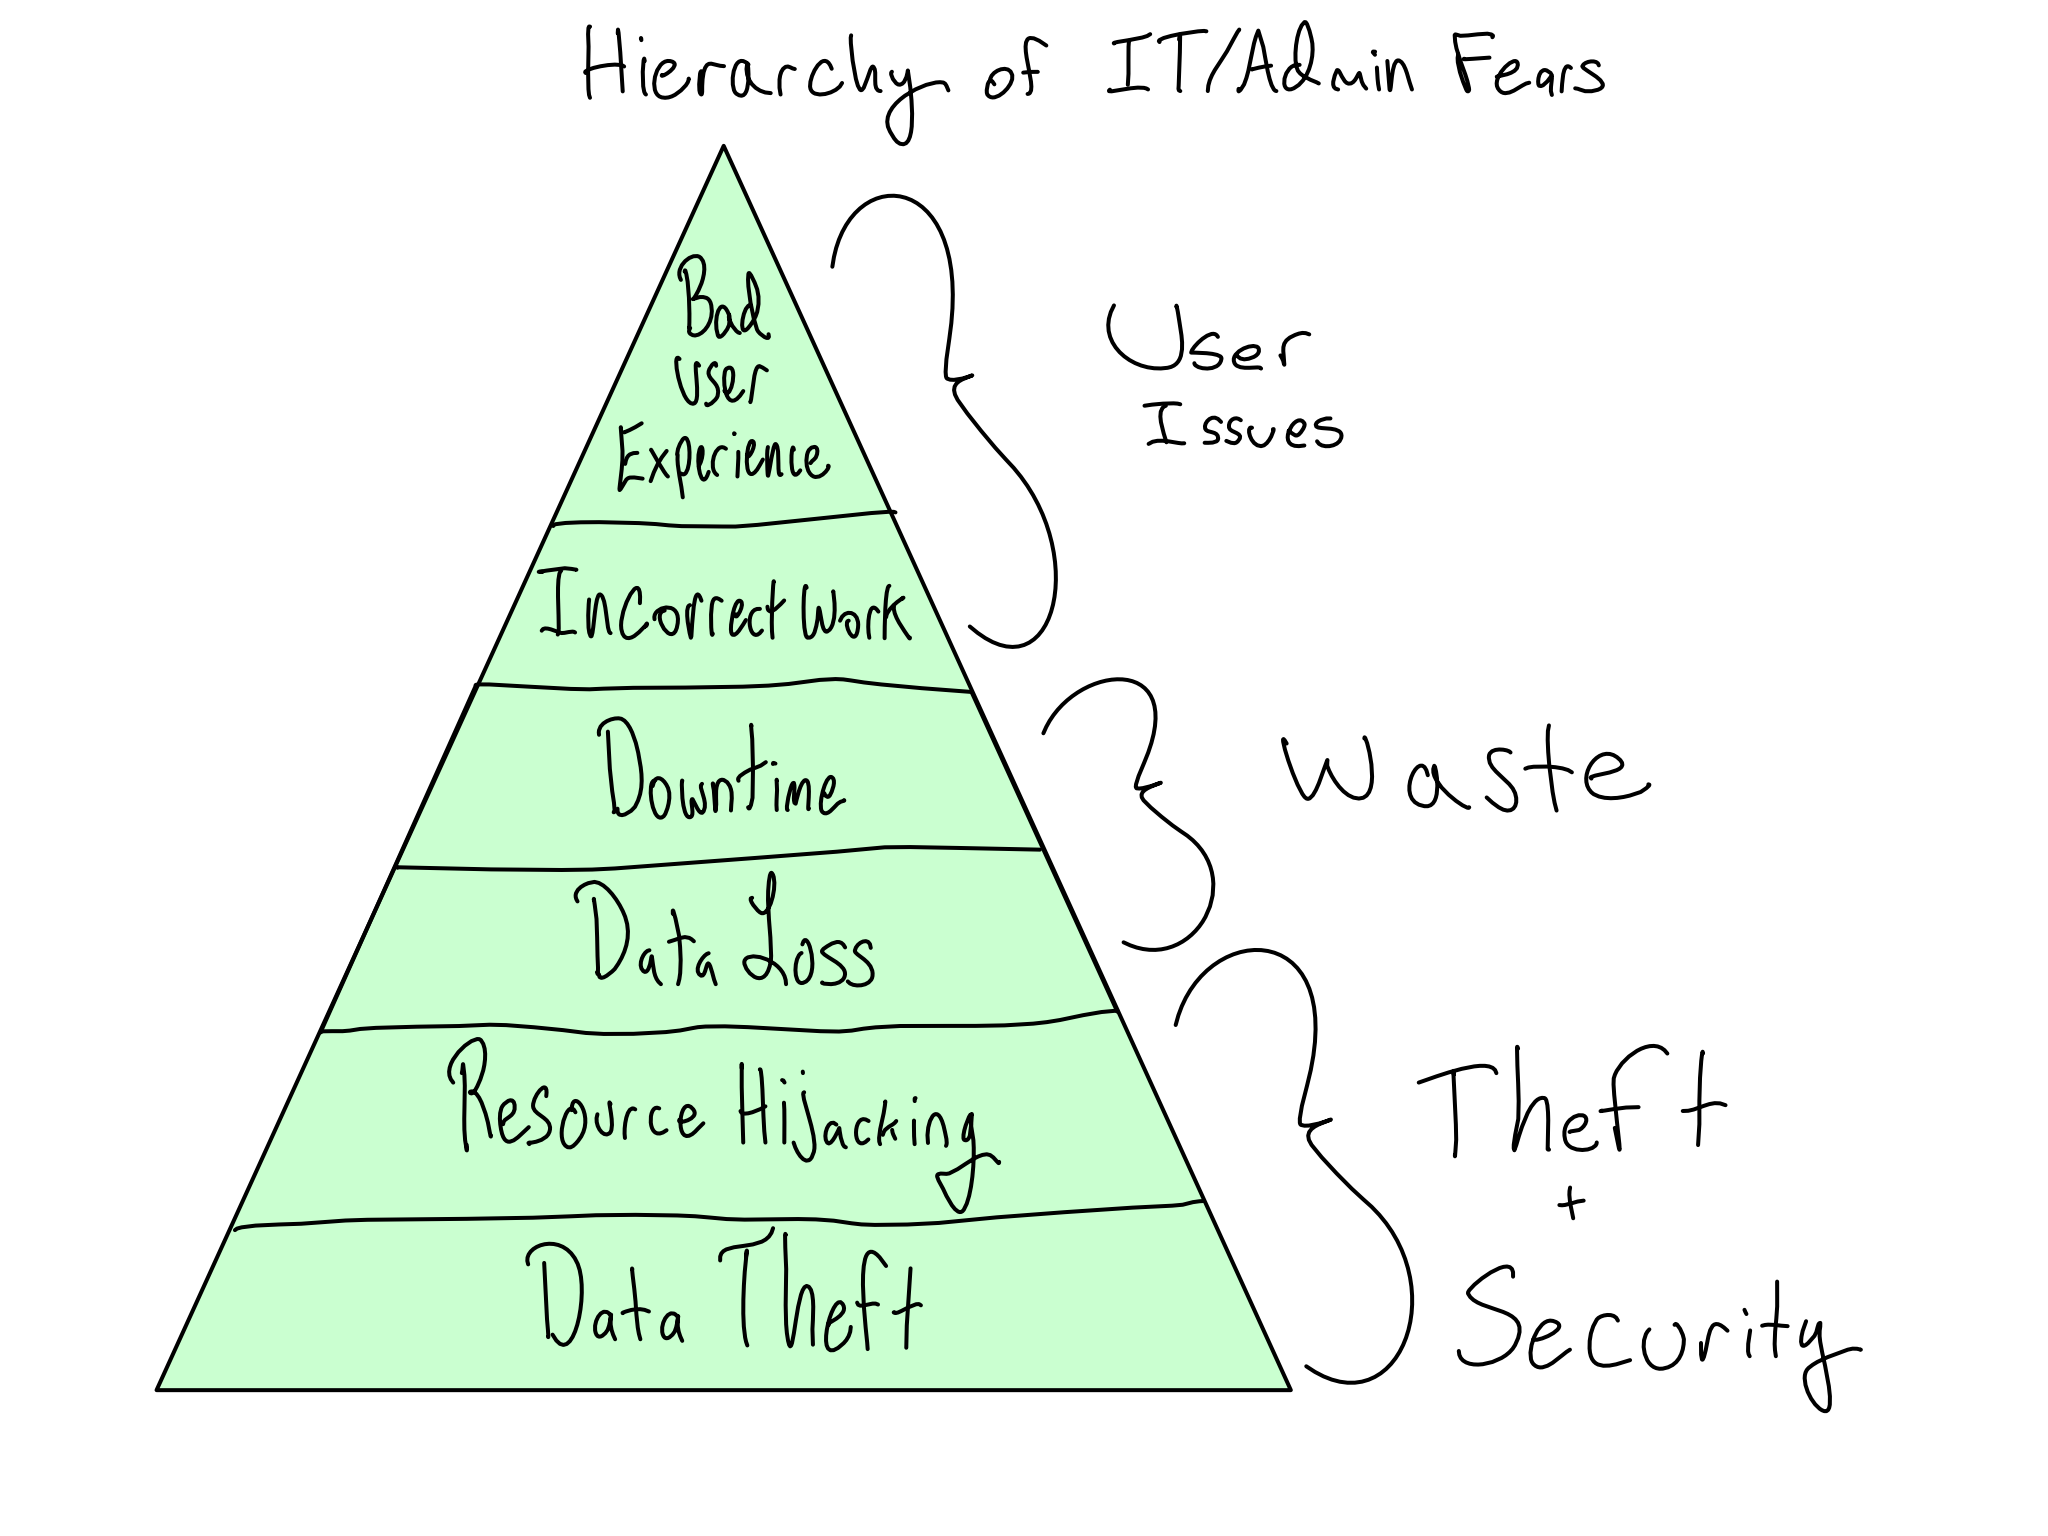 Hierarchy of IT/Admin Fears
Bad
User
Experience
Incorrect Work
Downtime
Data Loss
Resource Hijacking
Data Theft
User
Issues
Waste
Theft
+
Security